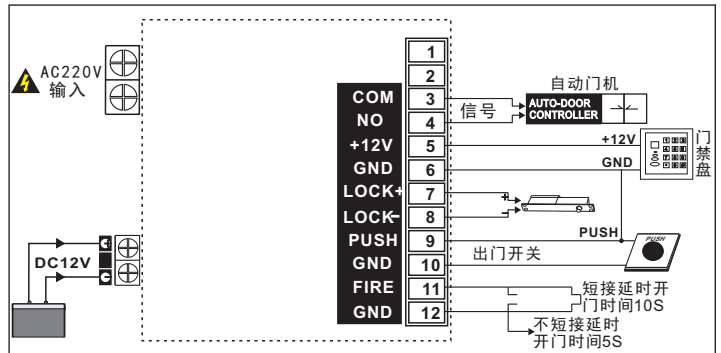 AC220V
输入
DC12V
1
2
COM 3
NO 4
+12V 5
GND 6
LOCK+ 7
LOCK- 8
PUSH 9
GND 10
FIRE 11
GND 12
信号
自动门机
AUTO-DOOR
CONTROLLER
+12V
GND
门禁盘
+
-
PUSH
PUSH
出门开关
短接延时开
门时间10S
不短接延时
开门时间5S